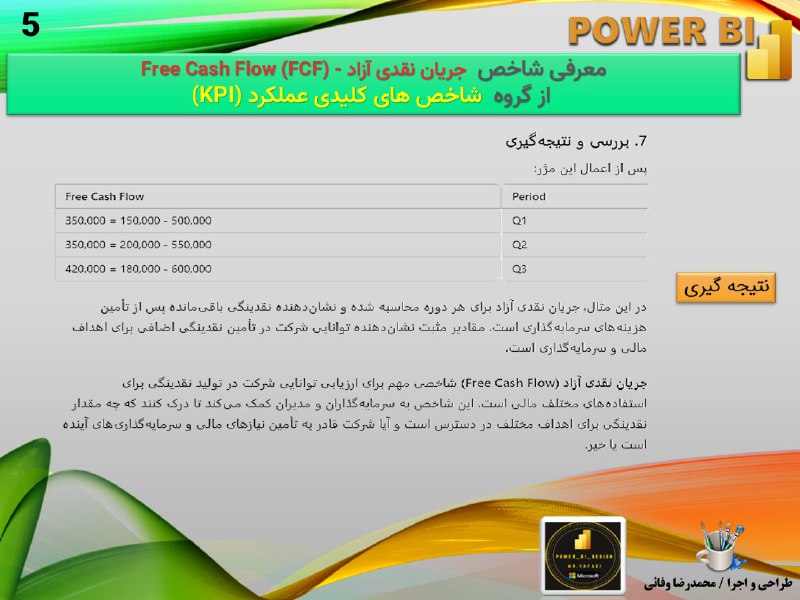 5
POWER BI
معرفی شاخص جریان نقدی آزاد - Free Cash Flow (FCF)
از گروه شاخص های کلیدی عملکرد (KPI)
7. بررسی و نتیجه‌گیری
پس از اعمال این مژر:
Period Free Cash Flow
Q1 350,000 = 150,000 - 500,000
Q2 350,000 = 200,000 - 550,000
Q3 420,000 = 180,000 - 600,000
نتیجه گیری
در این مثال، جریان نقدی آزاد برای هر دوره محاسبه شده و نشان‌دهنده نقدینگی باقی‌مانده پس از تأمین
هزینه‌های سرمایه‌گذاری است. مقادیر مثبت نشان‌دهنده توانایی شرکت در تأمین نقدینگی اضافی برای اهداف
مالی و سرمایه‌گذاری است.
جریان نقدی آزاد (Free Cash Flow) شاخصی مهم برای ارزیابی توانایی شرکت در تولید نقدینگی برای
استفاده‌های مختلف مالی است. این شاخص به سرمایه‌گذاران و مدیران کمک می‌کند تا درک کنند که چه مقدار
نقدینگی برای اهداف مختلف در دسترس است و آیا شرکت قادر به تأمین نیازهای مالی و سرمایه‌گذاری‌های آینده
است یا خیر.
POWER_BI_DESIGN
MR.VAFAEI
Microsoft
طراحی و اجرا / محمدرضا وفائی